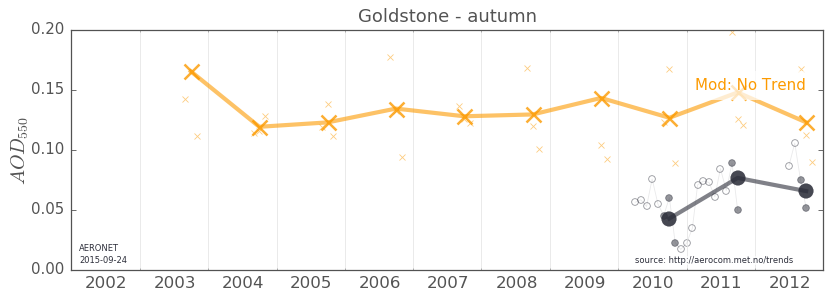 Goldstone - autumn
0.20
0.15
0.10
0.05
0.00
AOD550
Mod: No Trend
AERONET
2015-09-24
source: http://aerocom.met.no/trends
2002 2003 2004 2005 2006 2007 2008 2009 2010 2011 2012